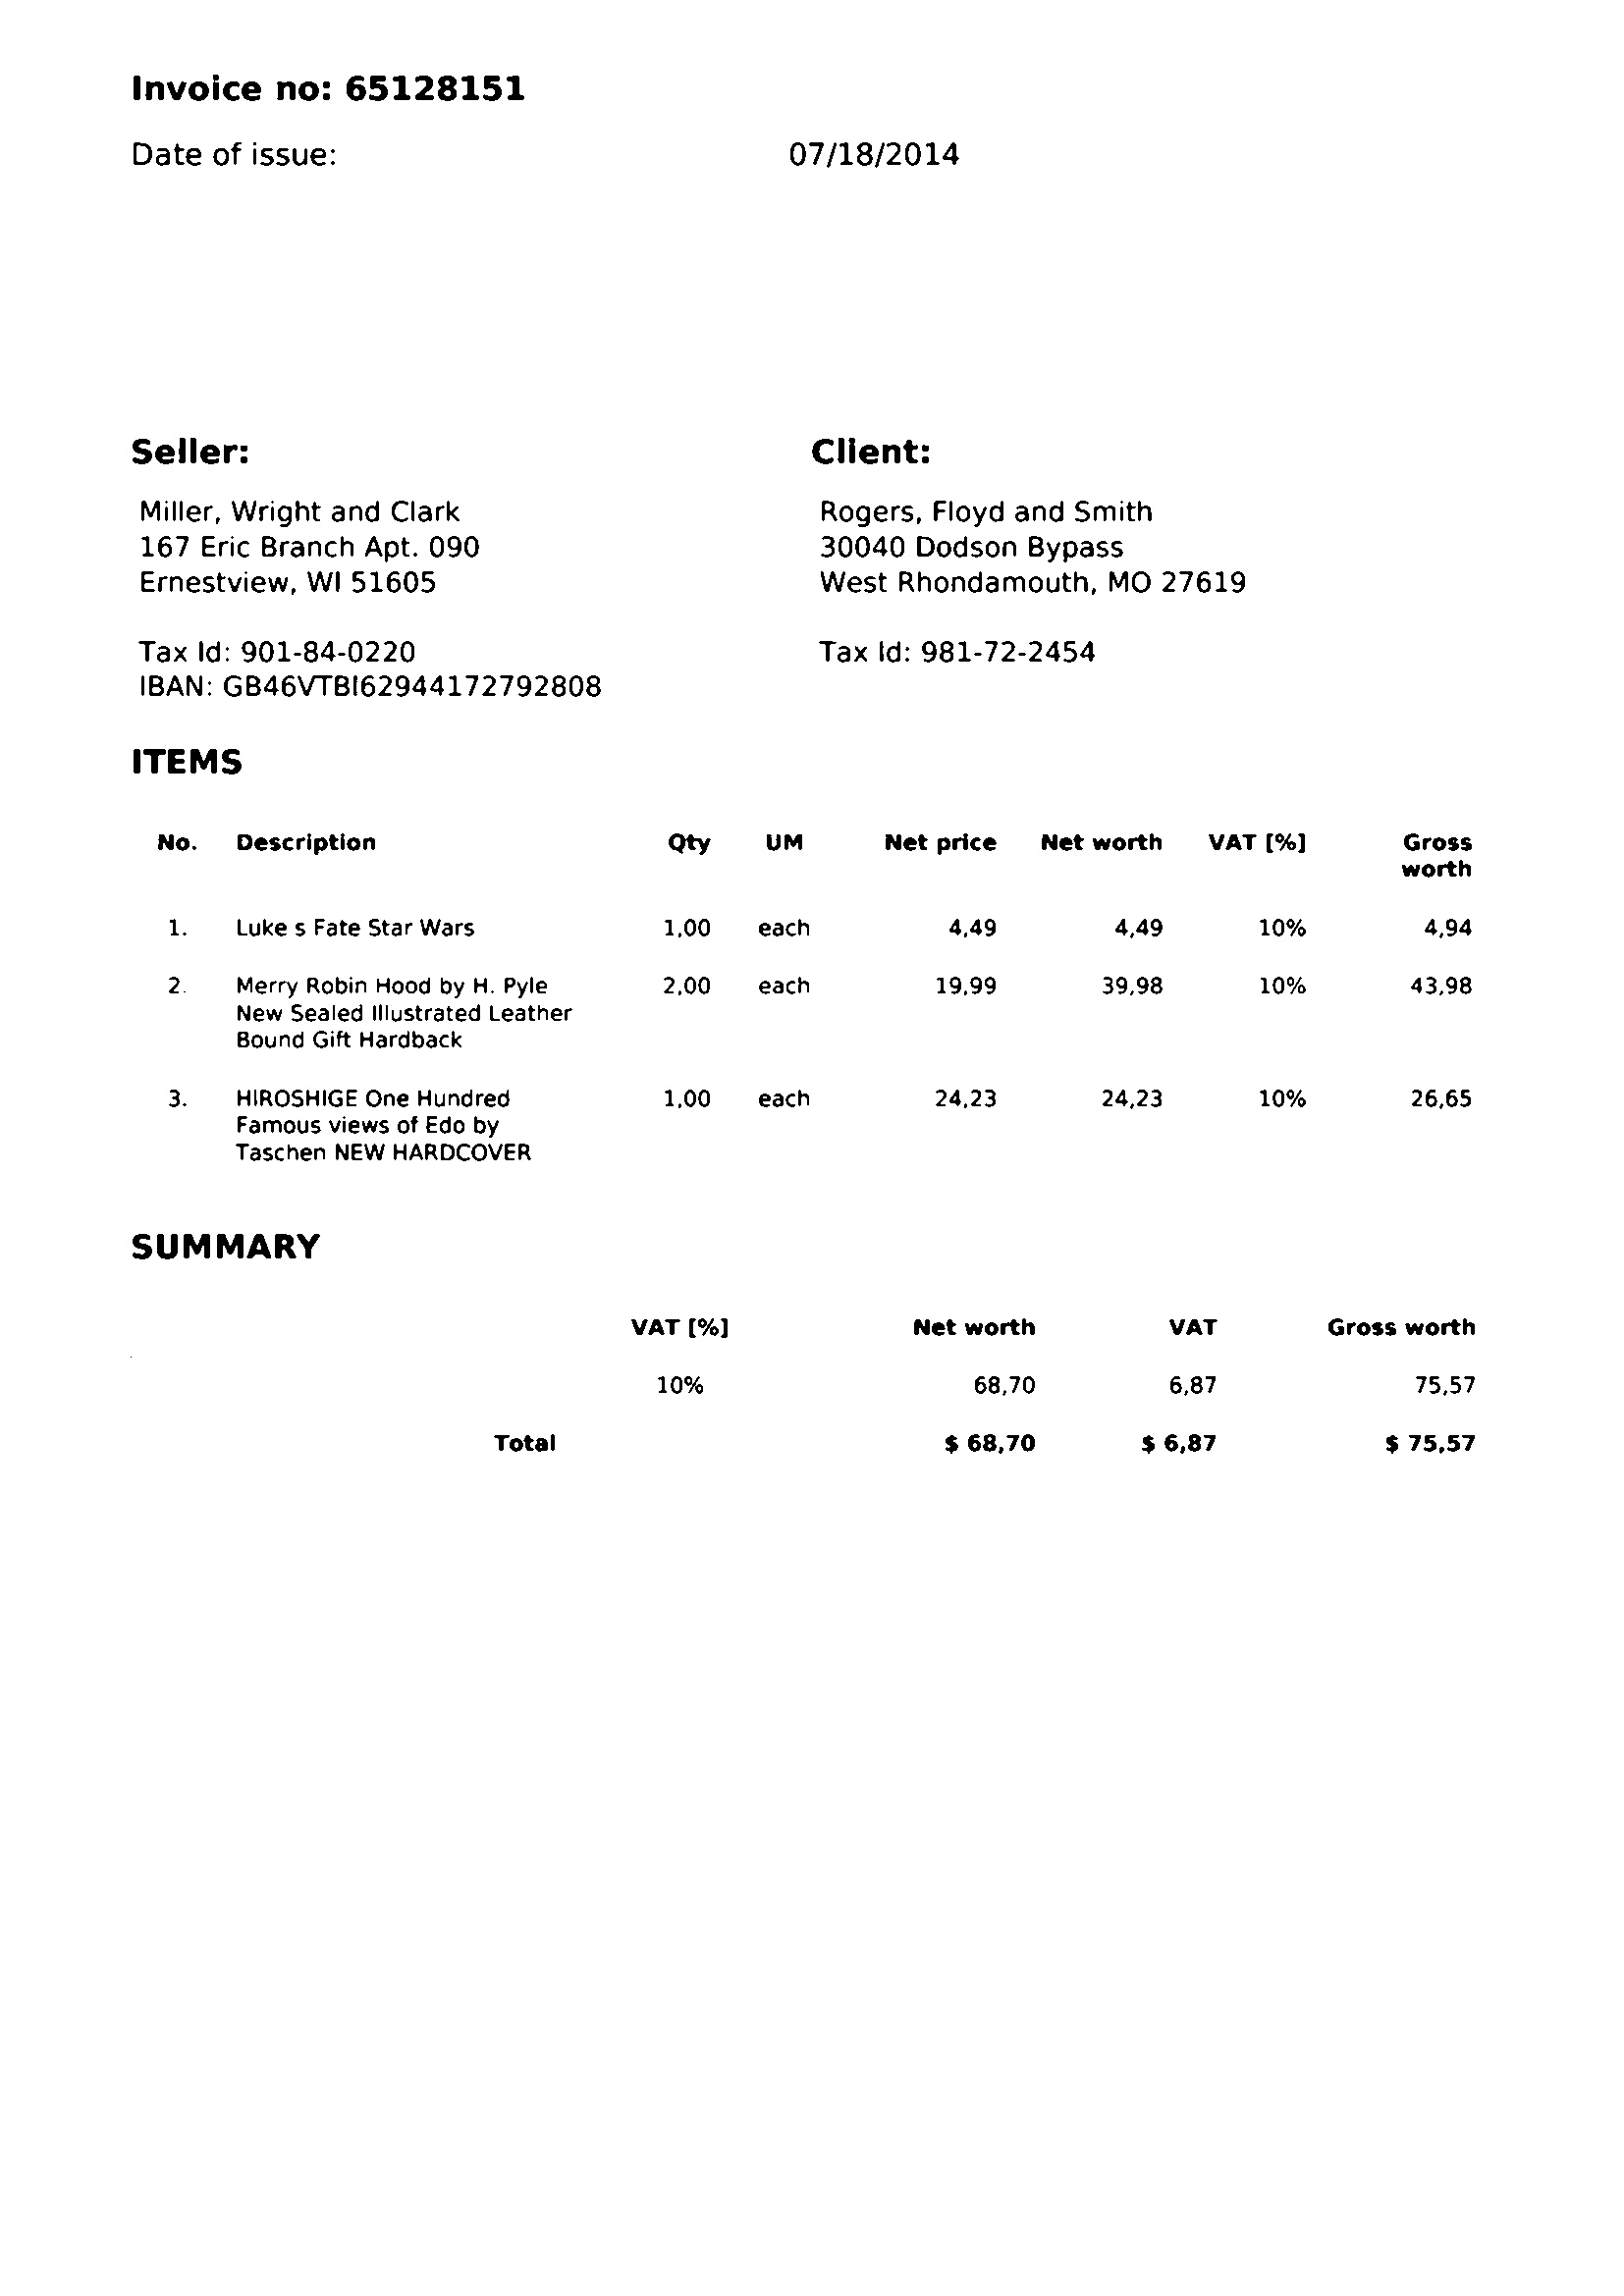 Invoice no: 65128151
Date of issue: 07/18/2014
Seller:
Miller, Wright and Clark
167 Eric Branch Apt. 090
Ernestview, WI 51605
Tax Id: 901-84-0220
IBAN: GB46VTBI62944172792808
Client:
Rogers, Floyd and Smith
30040 Dodson Bypass
West Rhondamouth, MO 27619
Tax Id: 981-72-2454
ITEMS
No. Description Qty UM Net price Net worth VAT [%] Gross
worth
1. Luke s Fate Star Wars 1,00 each 4,49 4,49 10% 4,94
2. Merry Robin Hood by H. Pyle 2,00 each 19,99 39,98 10% 43,98
New Sealed Illustrated Leather
Bound Gift Hardback
3. HIROSHIGE One Hundred 1,00 each 24,23 24,23 10% 26,65
Famous views of Edo by
Taschen NEW HARDCOVER
SUMMARY
VAT [%] Net worth VAT Gross worth
10% 68,70 6,87 75,57
Total $ 68,70 $ 6,87 $ 75,57